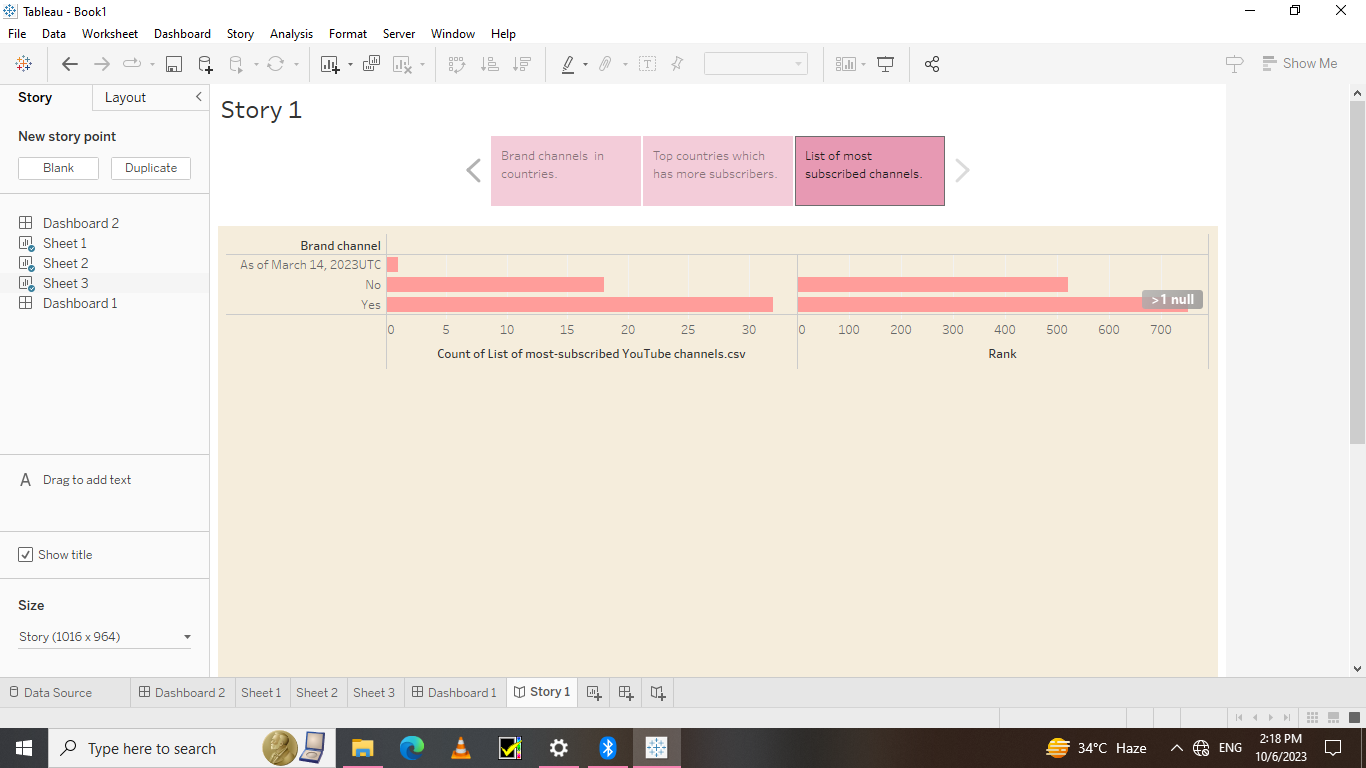 Tableau - Book1
File Data Worksheet Dashboard Story Analysis Format Server Window Help
Show Me
Story Layout
New story point
Blank Duplicate
Dashboard 2
Sheet 1
Sheet 2
Sheet 3
Dashboard 1
A Drag to add text
Show title
Size
Story (1016 x 964)
Story 1
Brand channels in
countries.
Top countries which
has more subscribers.
List of most
subscribed channels.
Brand channel
As of March 14, 2023UTC
No
Yes
>1 null
0 5 10 15 20 25 30
0 100 200 300 400 500 600 700
Count of List of most-subscribed YouTube channels.csv
Rank
Data Source Dashboard 2 Sheet 1 Sheet 2 Sheet 3 Dashboard 1 Story 1
Type here to search
34°C Haze
ENG
2:18 PM
10/6/2023